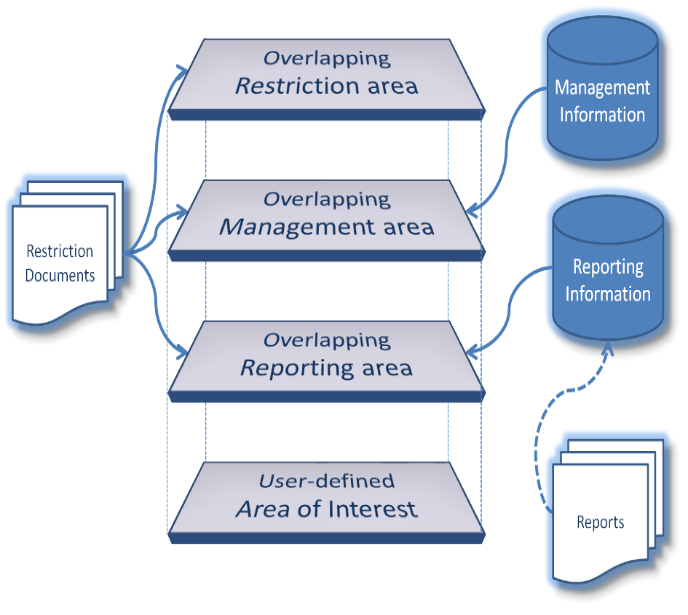 Overlapping
Restriction area
Management
Information
Overlapping
Management area
Restriction
Documents
Reporting
Information
Overlapping
Reporting area
User-defined
Area of Interest
Reports